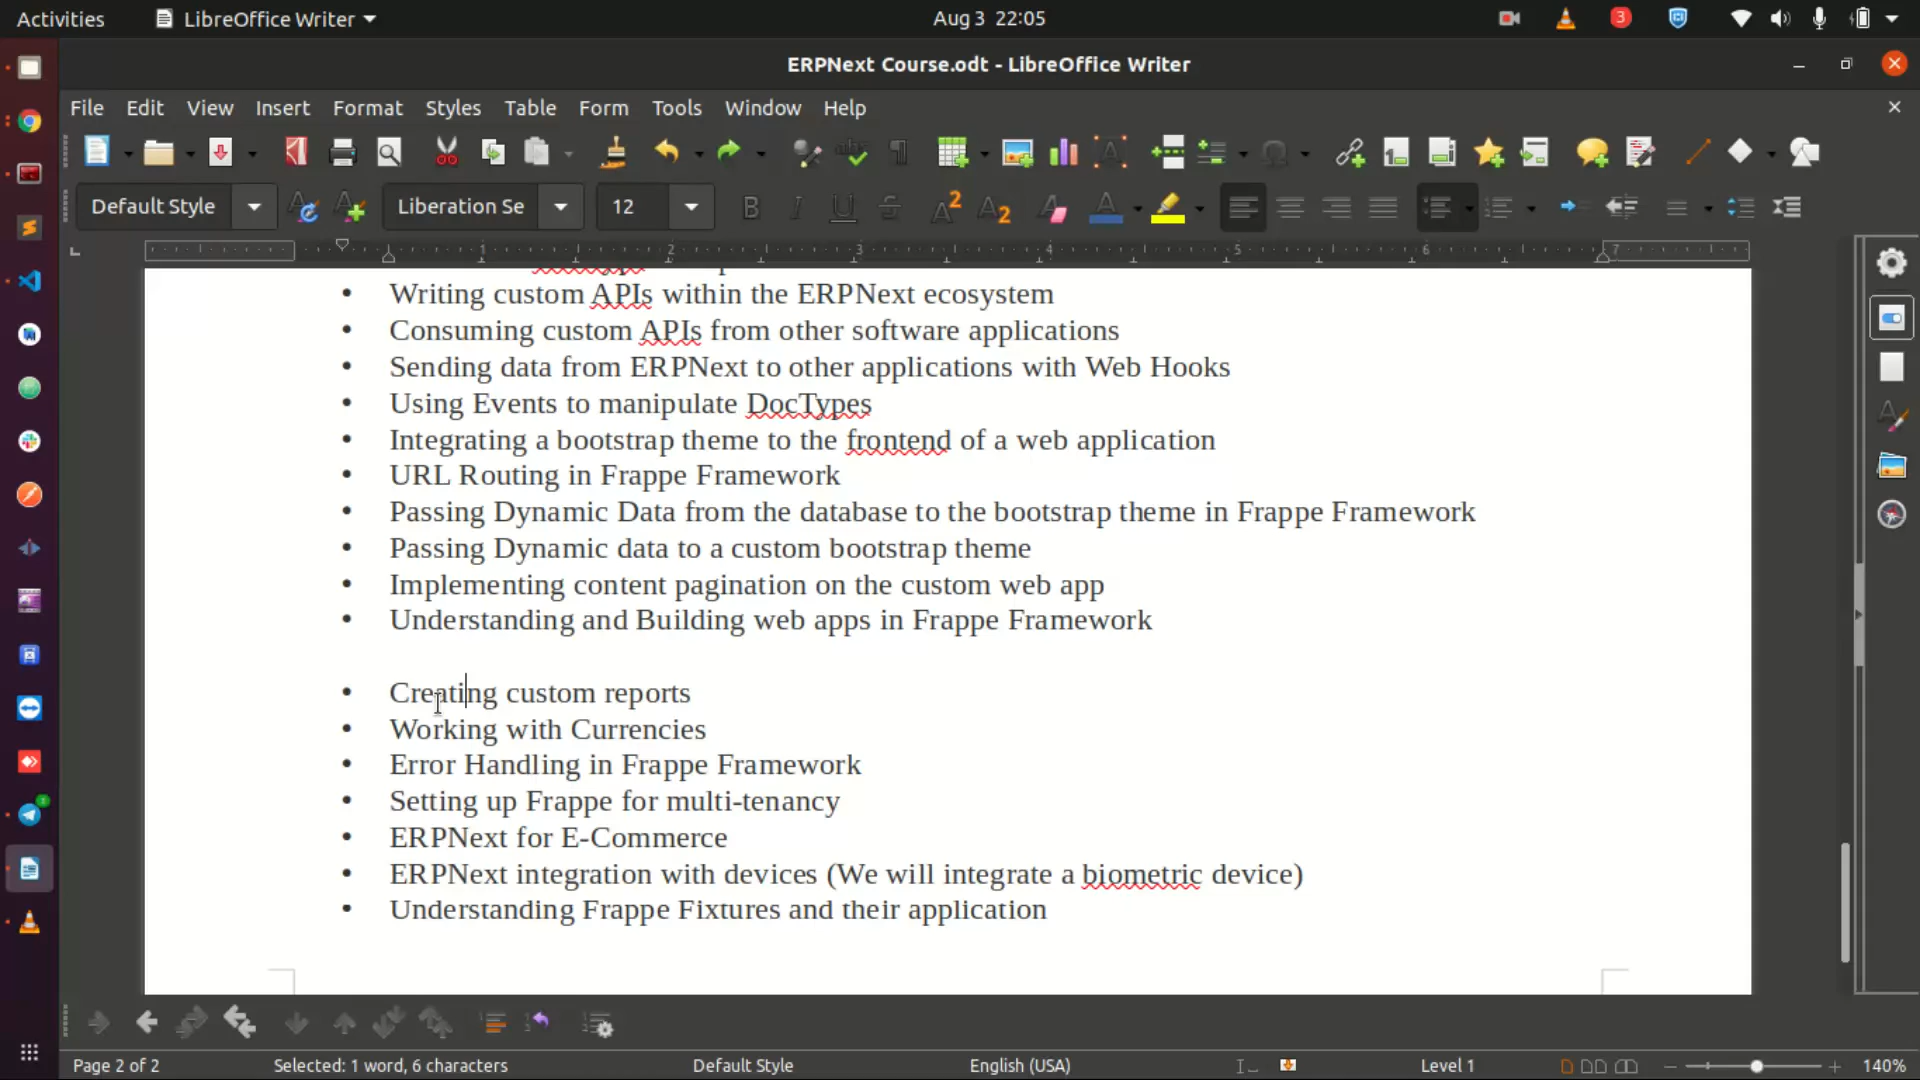 Activities LibreOffice Writer Aug 3 22:05 3
ERPNext Course.odt - LibreOffice Writer
File Edit View Insert Format Styles Table Form Tools Window Help
Default Style Liberation Se 12
1 2 3 4 5 6 7
• Writing custom APIs within the ERPNext ecosystem
• Consuming custom APIs from other software applications
• Sending data from ERPNext to other applications with Web Hooks
• Using Events to manipulate DocTypes
• Integrating a bootstrap theme to the frontend of a web application
• URL Routing in Frappe Framework
• Passing Dynamic Data from the database to the bootstrap theme in Frappe Framework
• Passing Dynamic data to a custom bootstrap theme
• Implementing content pagination on the custom web app
• Understanding and Building web apps in Frappe Framework
• Creating custom reports
• Working with Currencies
• Error Handling in Frappe Framework
• Setting up Frappe for multi-tenancy
• ERPNext for E-Commerce
• ERPNext integration with devices (We will integrate a biometric device)
• Understanding Frappe Fixtures and their application
Page 2 of 2 Selected: 1 word, 6 characters Default Style English (USA) Level 1 140%